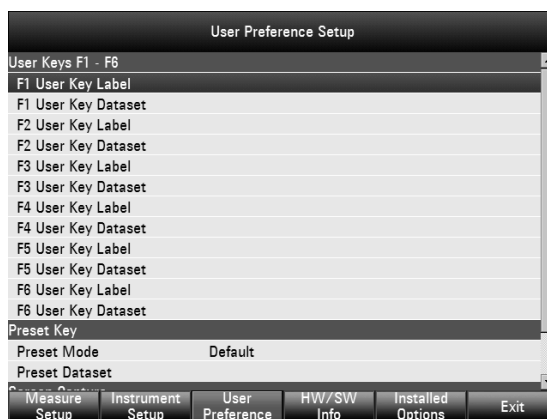 User Preference Setup
User Keys F1 - F6
F1 User Key Label
F1 User Key Dataset
F2 User Key Label
F2 User Key Dataset
F3 User Key Label
F3 User Key Dataset
F4 User Key Label
F4 User Key Dataset
F5 User Key Label
F5 User Key Dataset
F6 User Key Label
F6 User Key Dataset
Preset Key
Preset Mode Default
Preset Dataset
Measure Setup
Instrument Setup
User Preference
HW/SW Info
Installed Options
Exit